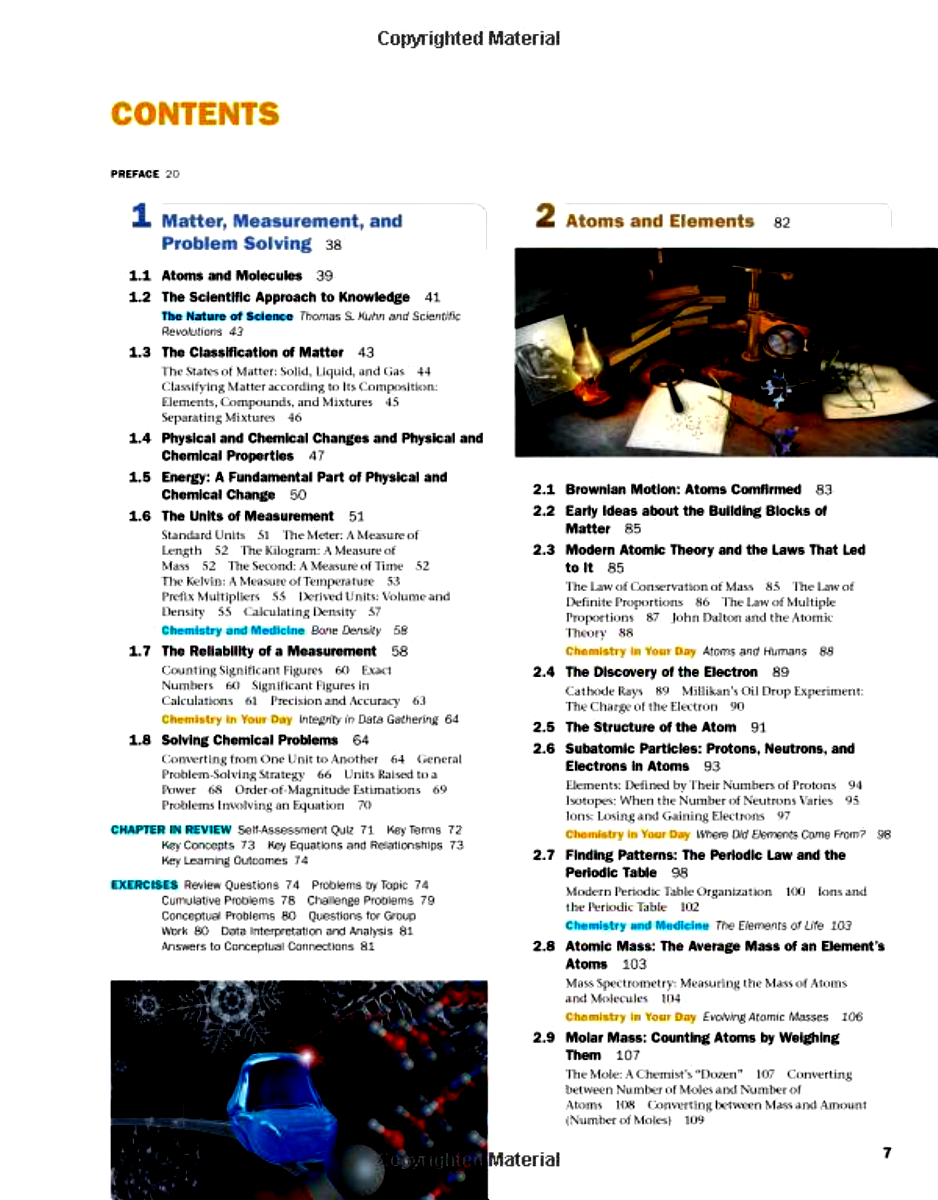 Copyrighted Material
CONTENTS
PREFACE 20
1 Matter, Measurement, and
Problem Solving 38
1.1 Atoms and Molecules 39
1.2 The Scientific Approach to Knowledge 41
The Nature of Science Thomas S. Kuhn and Scientific
Revolutions 43
1.3 The Classification of Matter 43
The States of Matter: Solid, Liquid, and Gas 44
Classifying Matter according to Its Composition:
Elements, Compounds, and Mixtures 45
Separating Mixtures 46
1.4 Physical and Chemical Changes and Physical and
Chemical Properties 47
1.5 Energy: A Fundamental Part of Physical and
Chemical Change 50
1.6 The Units of Measurement 51
Standard Units 51 The Meter: A Measure of
Length 52 The Kilogram: A Measure of
Mass 52 The Second: A Measure of Time 52
The Kelvin: A Measure of Temperature 53
Prefix Multipliers 55 Derived Units: Volume and
Density 55 Calculating Density 57
Chemistry and Medicine Bone Density 58
1.7 The Reliability of a Measurement 58
Counting Significant Figures 60 Exact
Numbers 60 Significant Figures in
Calculations 61 Precision and Accuracy 63
Chemistry in Your Day Integrity in Data Gathering 64
1.8 Solving Chemical Problems 64
Converting from One Unit to Another 64 General
Problem-Solving Strategy 66 Units Raised to a
Power 68 Order-of-Magnitude Estimations 69
Problems Involving an Equation 70
CHAPTER IN REVIEW Self-Assessment Quiz 71 Key Terms 72
Key Concepts 73 Key Equations and Relationships 73
Key Learning Outcomes 74
EXERCISES Review Questions 74 Problems by Topic 74
Cumulative Problems 78 Challenge Problems 79
Conceptual Problems 80 Questions for Group
Work 80 Data Interpretation and Analysis 81
Answers to Conceptual Connections 81
2 Atoms and Elements 82
2.1 Brownian Motion: Atoms Comfirmed 83
2.2 Early Ideas about the Building Blocks of
Matter 85
2.3 Modern Atomic Theory and the Laws That Led
to It 85
The Law of Conservation of Mass 85 The Law of
Definite Proportions 86 The Law of Multiple
Proportions 87 John Dalton and the Atomic
Theory 88
Chemistry in Your Day Atoms and Humans 88
2.4 The Discovery of the Electron 89
Cathode Rays 89 Millikan's Oil Drop Experiment:
The Charge of the Electron 90
2.5 The Structure of the Atom 91
2.6 Subatomic Particles: Protons, Neutrons, and
Electrons in Atoms 93
Elements: Defined by Their Numbers of Protons 94
Isotopes: When the Number of Neutrons Varies 95
Ions: Losing and Gaining Electrons 97
Chemistry in Your Day Where Did Elements Come From? 98
2.7 Finding Patterns: The Periodic Law and the
Periodic Table 98
Modern Periodic Table Organization 100 Ions and
the Periodic Table 102
Chemistry and Medicine The Elements of Life 103
2.8 Atomic Mass: The Average Mass of an Element's
Atoms 103
Mass Spectrometry: Measuring the Mass of Atoms
and Molecules 104
Chemistry in Your Day Evolving Atomic Masses 106
2.9 Molar Mass: Counting Atoms by Weighing
Them 107
The Mole: A Chemist's "Dozen" 107 Converting
between Number of Moles and Number of
Atoms 108 Converting between Mass and Amount
(Number of Moles) 109
7
Copyrighted Material